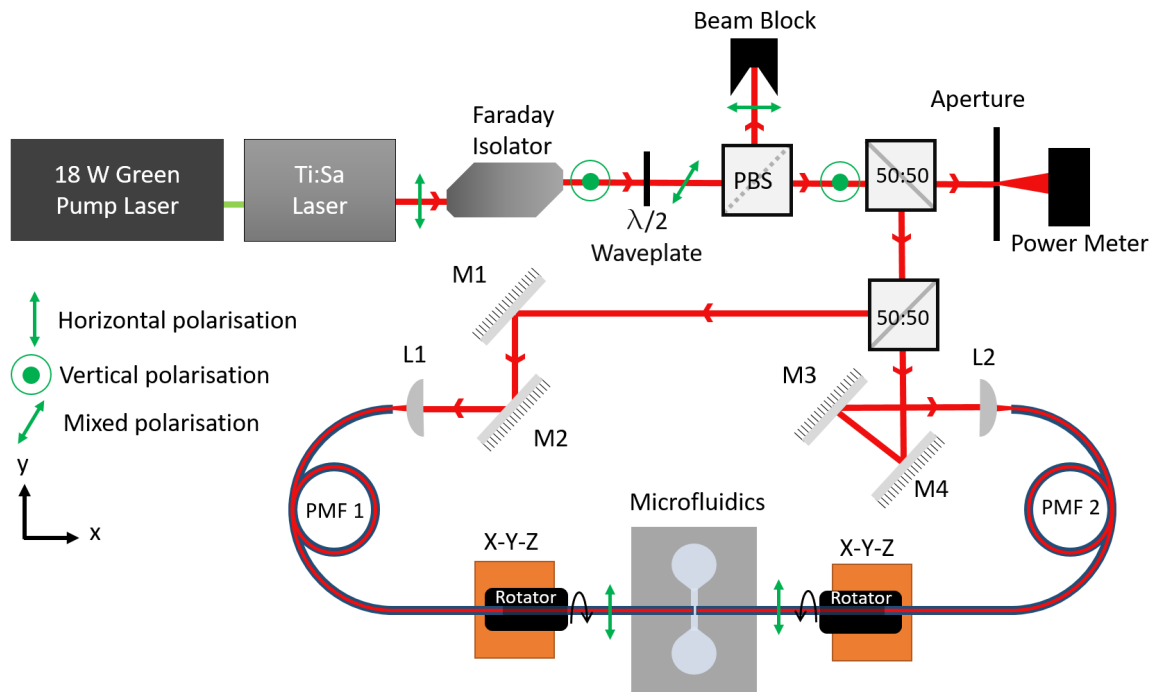 Beam Block
Faraday
Isolator
Aperture
18 W Green
Pump Laser
Ti:Sa
Laser
PBS
50:50
λ/2
Waveplate
Power Meter
M1
50:50
Horizontal polarisation
L1
M3
L2
Vertical polarisation
M2
Mixed polarisation
M4
y
x
PMF 1
Microfluidics
PMF 2
X-Y-Z
X-Y-Z
Rotator
Rotator